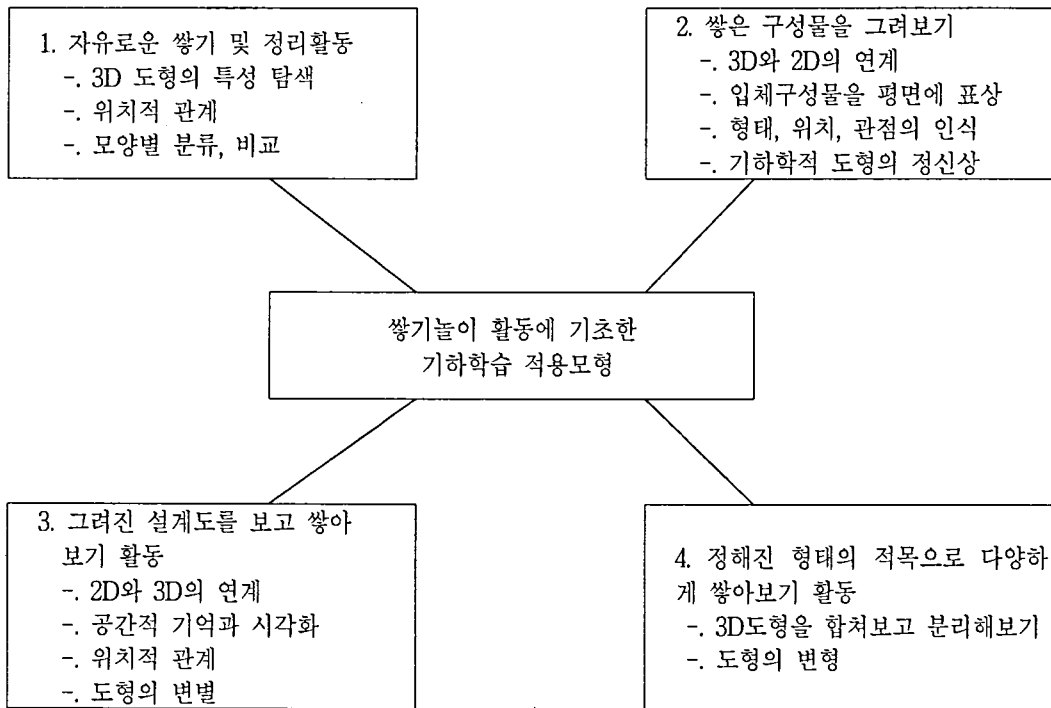 1. 자유로운 쌓기 및 정리활동
-. 3D 도형의 특성 탐색
-. 위치적 관계
-. 모양별 분류, 비교
2. 쌓은 구성물을 그려보기
-. 3D와 2D의 연계
-. 입체구성물을 평면에 표상
-. 형태, 위치, 관점의 인식
-. 기하학적 도형의 정신상
쌓기놀이 활동에 기초한
기하학습 적용모형
3. 그려진 설계도를 보고 쌓아
보기 활동
-. 2D와 3D의 연계
-. 공간적 기억과 시각화
-. 위치적 관계
-. 도형의 변별
4. 정해진 형태의 적목으로 다양하
게 쌓아보기 활동
-. 3D도형을 합쳐보고 분리해보기
-. 도형의 변형